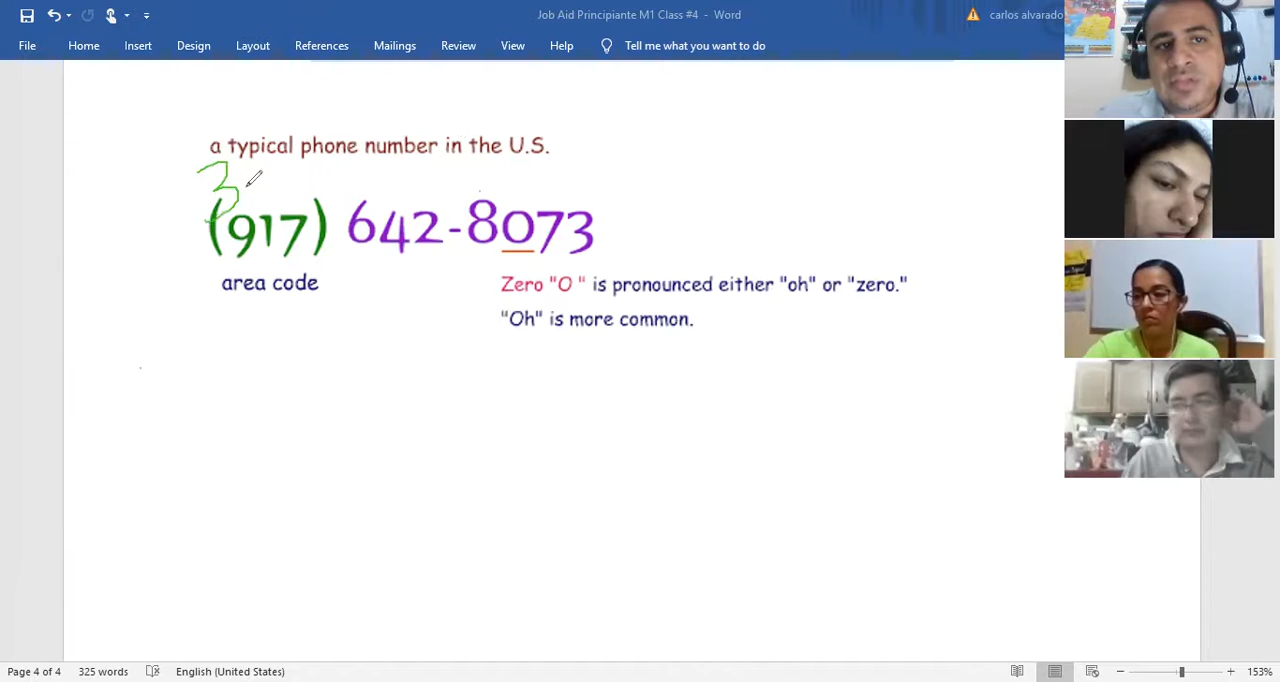 Job Aid Principiante M1 Class #4 - Word
carlos alvarado
File Home Insert Design Layout References Mailings Review View Help Tell me what you want to do
a typical phone number in the U.S.
3
(917) 642-8073
area code
Zero "O " is pronounced either "oh" or "zero."
"Oh" is more common.
Page 4 of 4 325 words English (United States) 153%